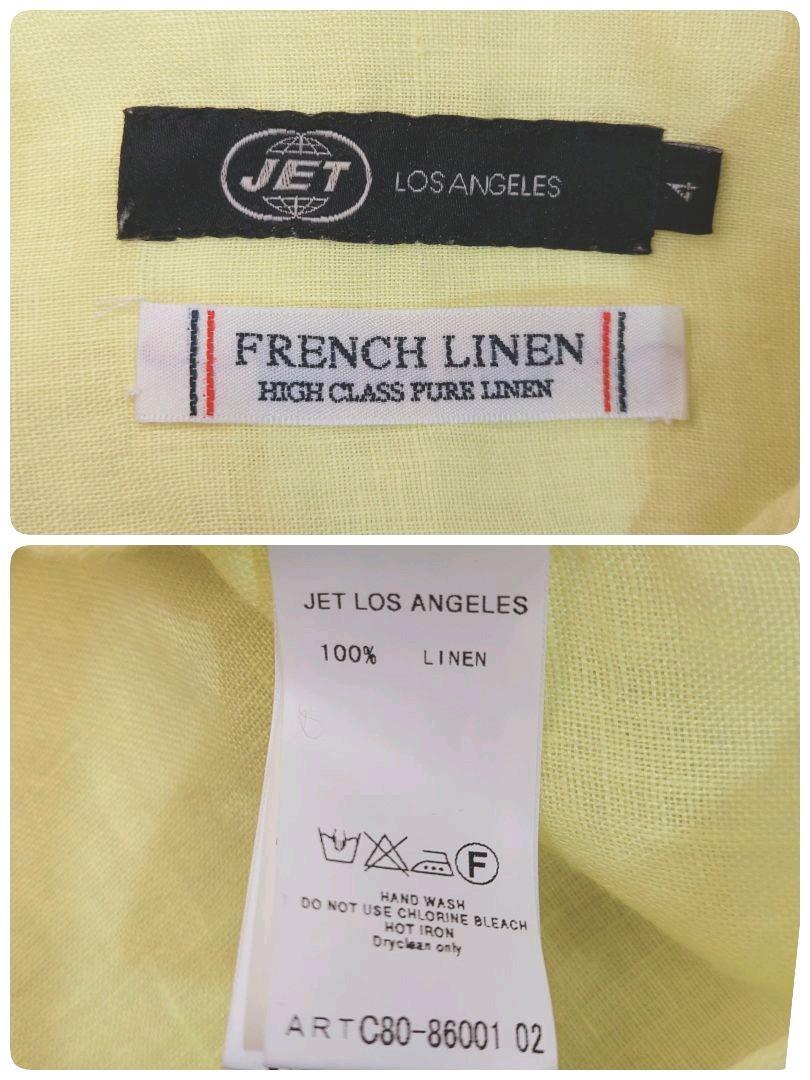 JET LOS ANGELES
4
FRENCH LINEN
HIGH CLASS PURE LINEN
JET LOS ANGELES
100% LINEN
F
HAND WASH
DO NOT USE CHLORINE BLEACH
HOT IRON
Dryclean only
ARTC80-86001 02